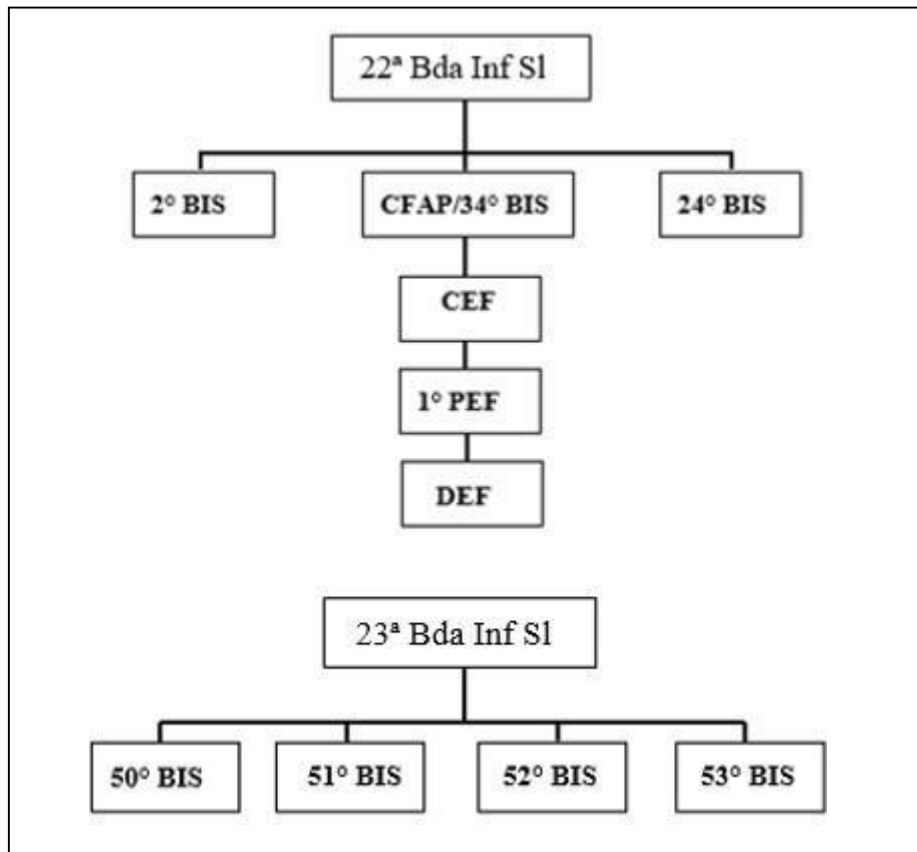 22ª Bda Inf Sl
2° BIS
CFAP/34° BIS
24° BIS
CEF
1° PEF
DEF
23ª Bda Inf Sl
50° BIS
51° BIS
52° BIS
53° BIS